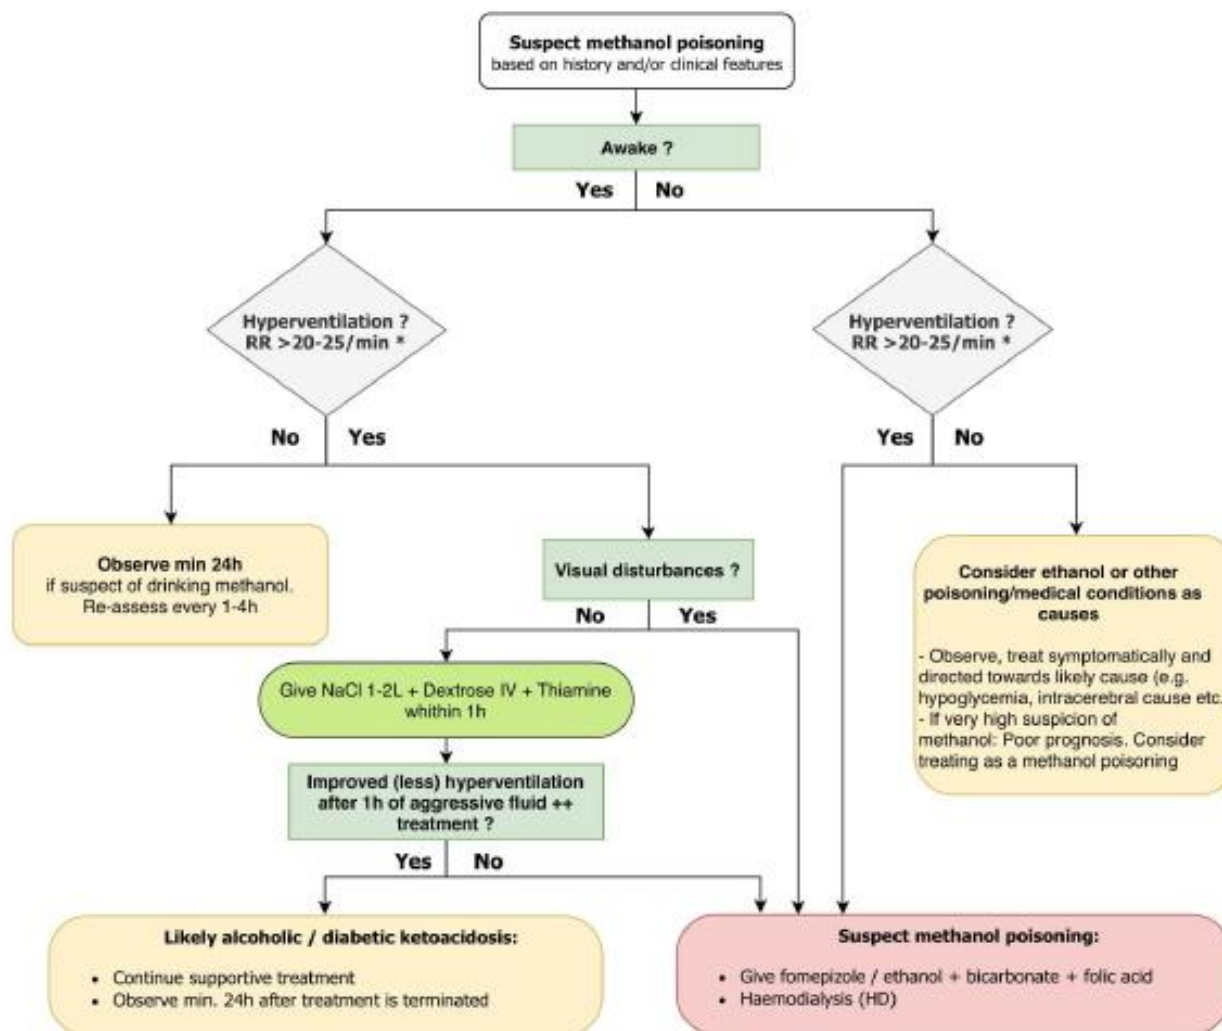 Suspect methanol poisoning
based on history and/or clinical features
Awake ?
Yes No
Hyperventilation ?
RR >20-25/min *
Hyperventilation ?
RR >20-25/min *
No Yes
Yes No
Observe min 24h
if suspect of drinking methanol.
Re-assess every 1-4h
Visual disturbances ?
Consider ethanol or other
poisoning/medical conditions as
causes
- Observe, treat symptomatically and
directed towards likely cause (e.g.
hypoglycemia, intracerebral cause etc.
- If very high suspicion of
methanol: Poor prognosis. Consider
treating as a methanol poisoning
No Yes
Give NaCl 1-2L + Dextrose IV + Thiamine
whithin 1h
Improved (less) hyperventilation
after 1h of aggressive fluid ++
treatment ?
Yes No
Likely alcoholic / diabetic ketoacidosis:
• Continue supportive treatment
• Observe min. 24h after treatment is terminated
Suspect methanol poisoning:
• Give fomepizole / ethanol + bicarbonate + folic acid
• Haemodialysis (HD)